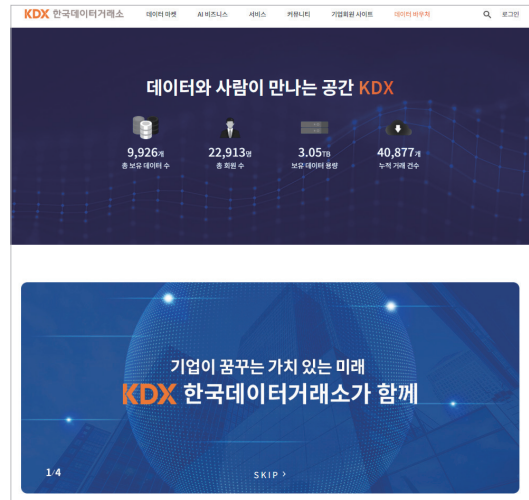 KDX 한국데이터거래소 데이터 마켓 AI 비즈니스 서비스 커뮤니티 기업회원 사이트 데이터 바우처 로그인
데이터와 사람이 만나는 공간 KDX
9,926개 22,913명 3.05TB 40,877개
총 보유 데이터 수 총 회원 수 보유 데이터 용량 누적 거래 건수
기업이 꿈꾸는 가치 있는 미래
KDX 한국데이터거래소가 함께
1/4 SKIP >